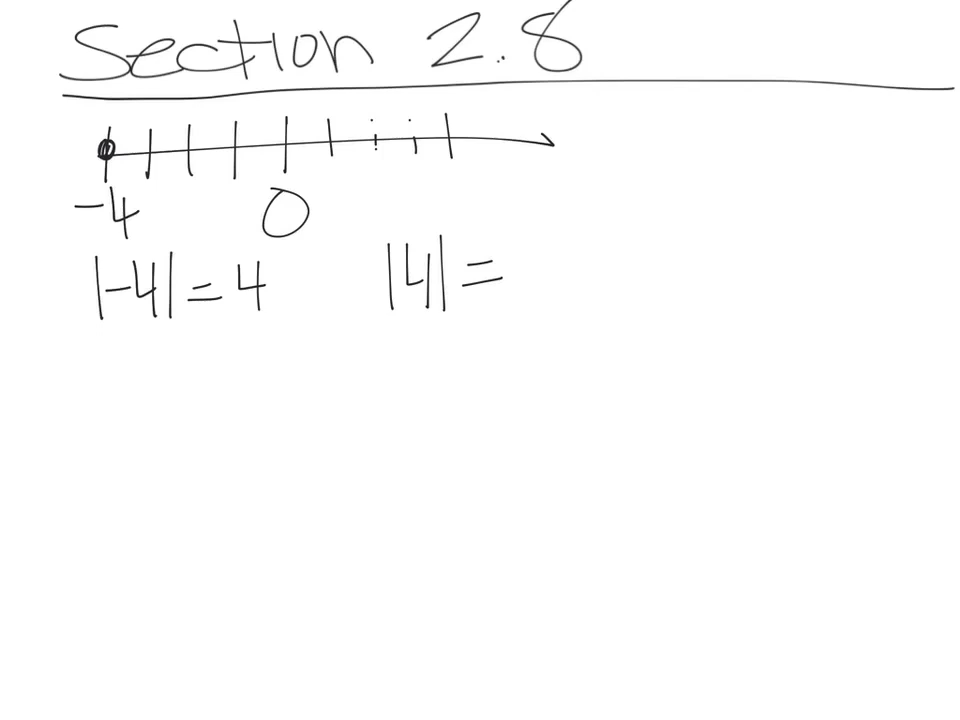 Section 2.8
-4 0
|-4| = 4 |4| =